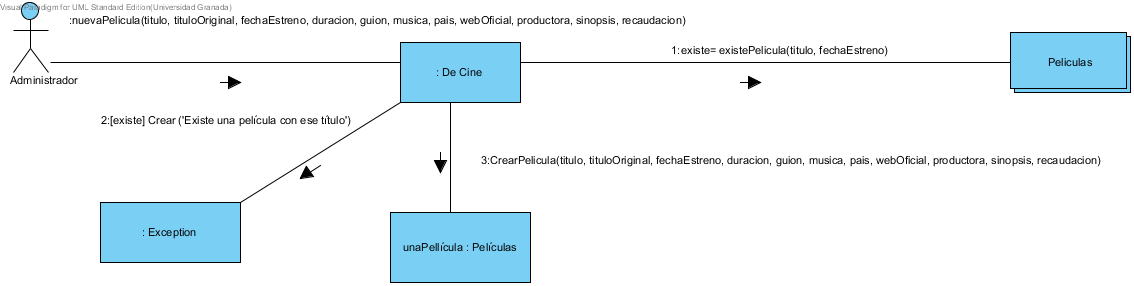 Visual Paradigm for UML Standard Edition(Universidad Granada)
:nuevaPelicula(titulo, tituloOriginal, fechaEstreno, duracion, guion, musica, pais, webOficial, productora, sinopsis, recaudacion)
1:existe= existePelicula(titulo, fechaEstreno)
: De Cine
Peliculas
Administrador
2:[existe] Crear ('Existe una película con ese título')
3:CrearPelicula(titulo, tituloOriginal, fechaEstreno, duracion, guion, musica, pais, webOficial, productora, sinopsis, recaudacion)
: Exception
unaPellícula : Películas